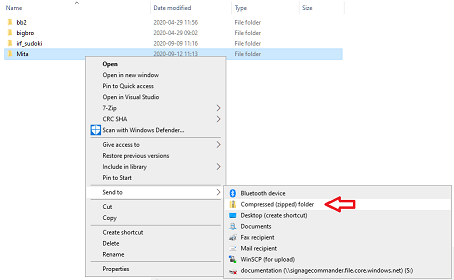 Name Date modified Type Size
bb2 2020-04-29 11:56 File folder
bigbro 2020-04-29 09:02 File folder
irf_sudoki 2020-09-09 11:16 File folder
Mita 2020-09-12 11:13 File folder
Open
Open in new window
Pin to Quick access
Open in Visual Studio
7-Zip
CRC SHA
Scan with Windows Defender...
Give access to
Restore previous versions
Include in library
Pin to Start
Send to
Cut
Copy
Create shortcut
Delete
Rename
Properties
Bluetooth device
Compressed (zipped) folder
Desktop (create shortcut)
Documents
Fax recipient
Mail recipient
WinSCP (for upload)
documentation (\\signagecommander.file.core.windows.net) (S:)